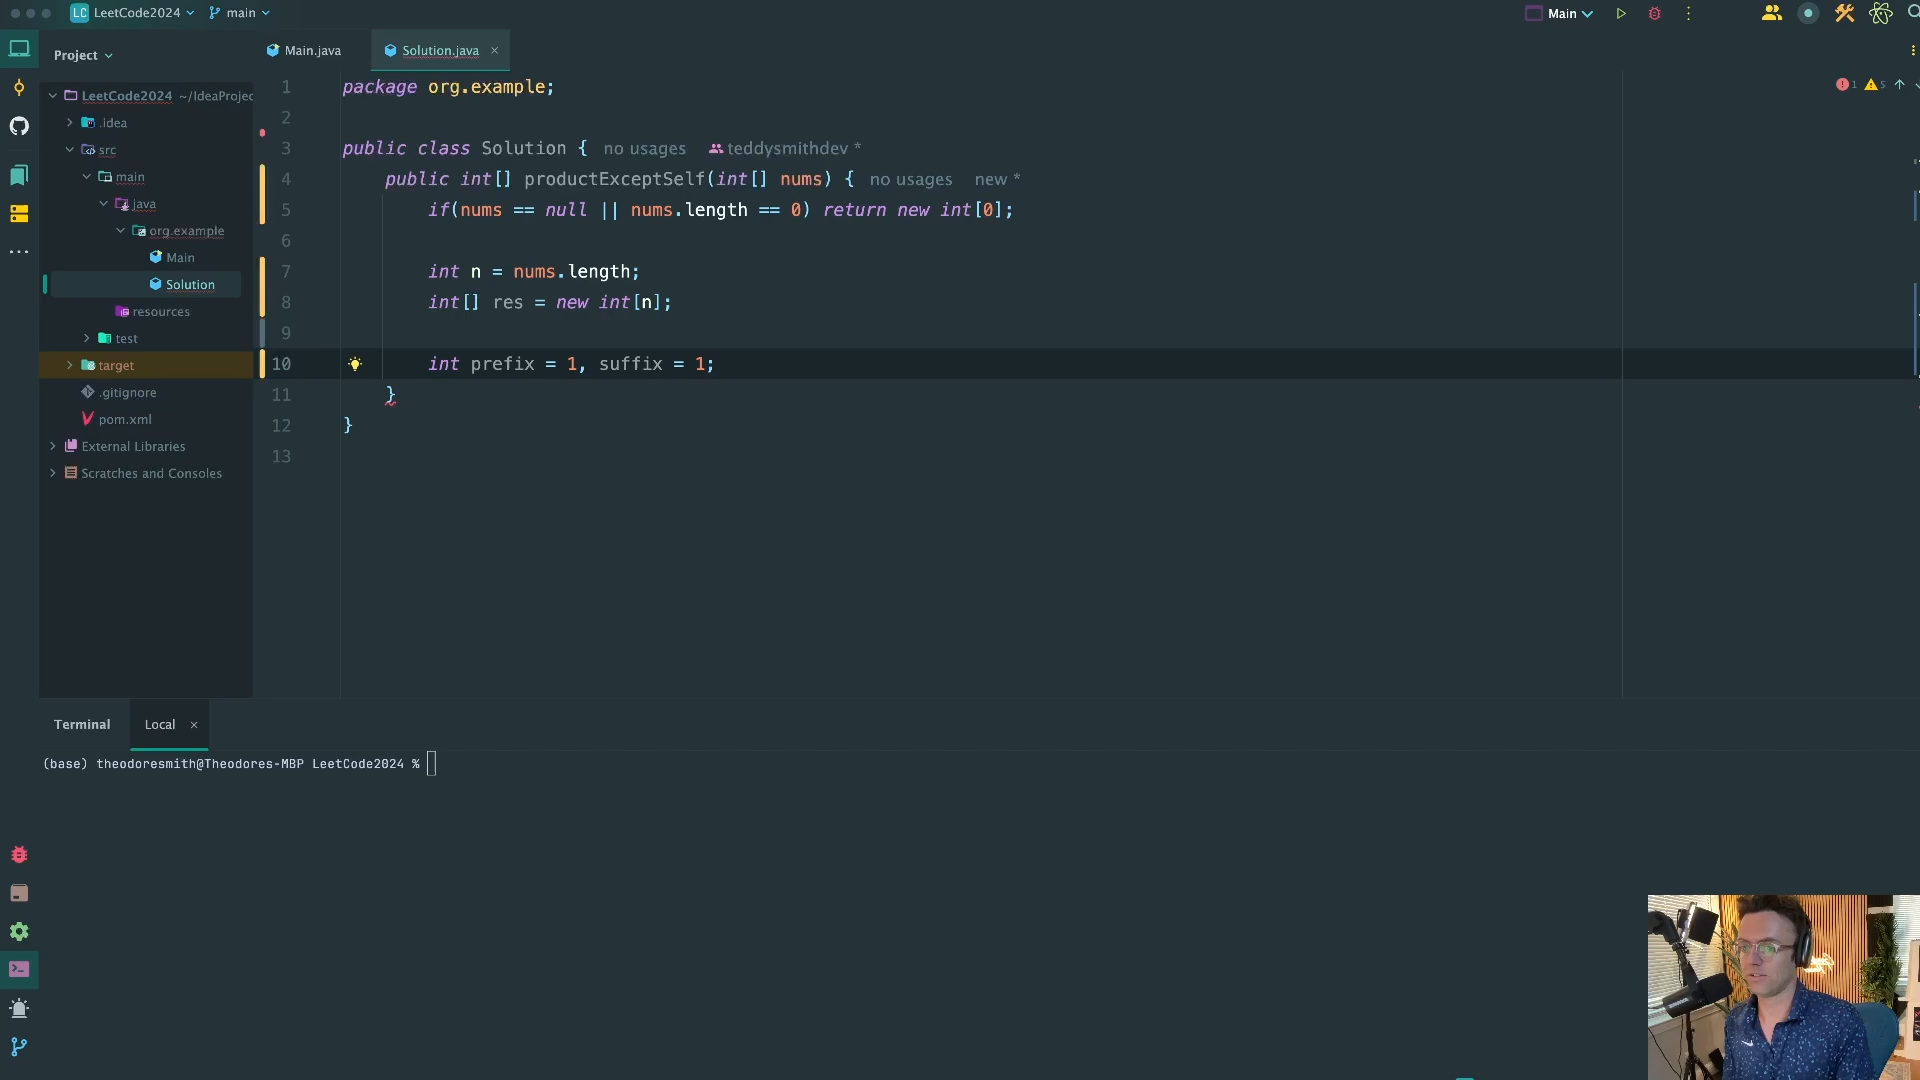 LC LeetCode2024 main Main
Project
Main.java Solution.java
LeetCode2024 ~/IdeaProjec
.idea
src
main
java
org.example
Main
Solution
resources
test
target
.gitignore
pom.xml
External Libraries
Scratches and Consoles
1 package org.example;
2
3 public class Solution { no usages teddysmithdev *
4 public int[] productExceptSelf(int[] nums) { no usages new *
5 if(nums == null || nums.length == 0) return new int[0];
6
7 int n = nums.length;
8 int[] res = new int[n];
9
10 int prefix = 1, suffix = 1;
11 }
12 }
13
1 5
Terminal Local
(base) theodoresmith@Theodores-MBP LeetCode2024 %